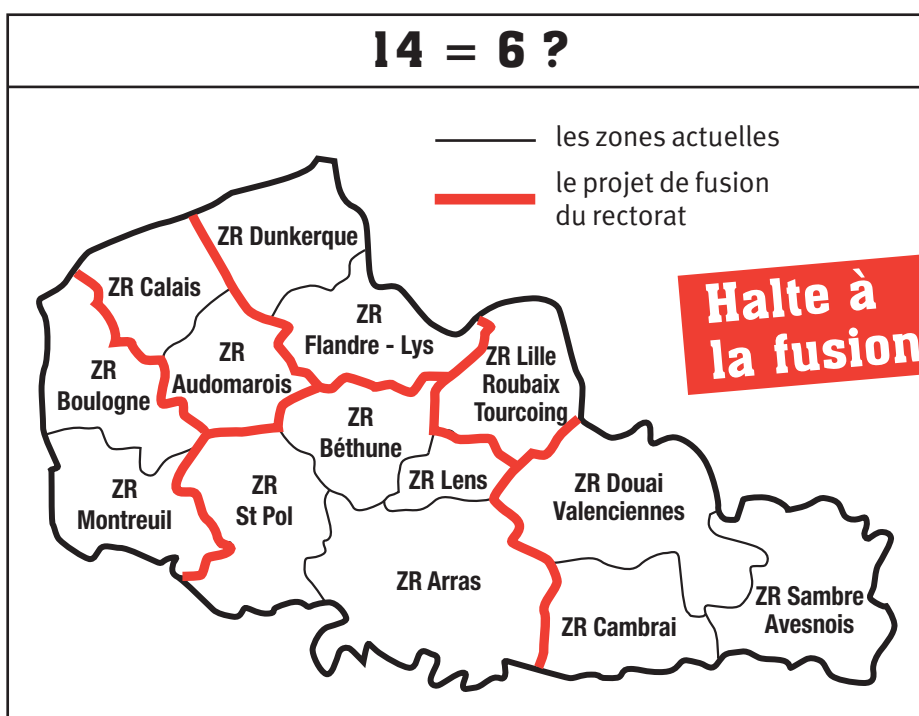 14 = 6 ?
les zones actuelles
le projet de fusion
du rectorat
Halte à
la fusion
ZR Dunkerque
ZR Calais
ZR
Flandre - Lys
ZR
Audomarois
ZR Lille
Roubaix
Tourcoing
ZR
Boulogne
ZR
Béthune
ZR Lens
ZR
Montreuil
ZR
St Pol
ZR Douai
Valenciennes
ZR Arras
ZR Cambrai
ZR Sambre
Avesnois